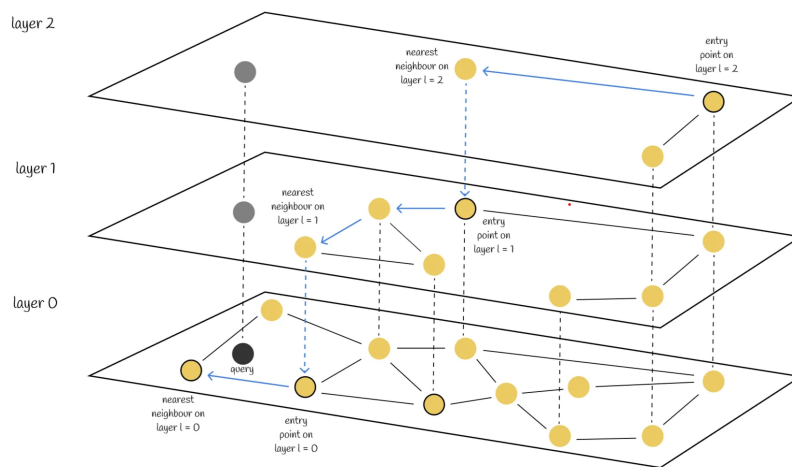 layer 2
nearest
neighbour on
layer l = 2
entry
point on
layer l = 2
layer 1
nearest
neighbour on
layer l = 1
entry
point on
layer l = 1
layer 0
query
nearest
neighbour on
layer l = 0
entry
point on
layer l = 0